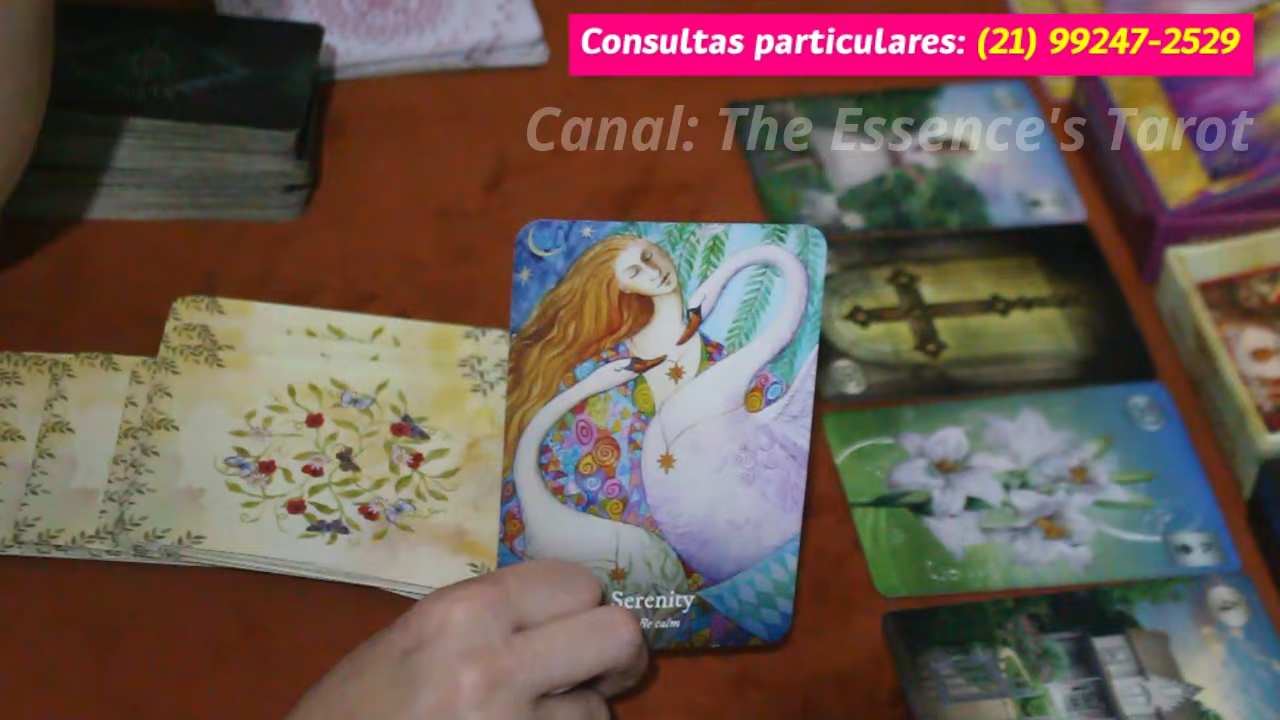 Consultas particulares: (21) 99247-2529
Canal: The Essence's Tarot
Serenity
Be calm